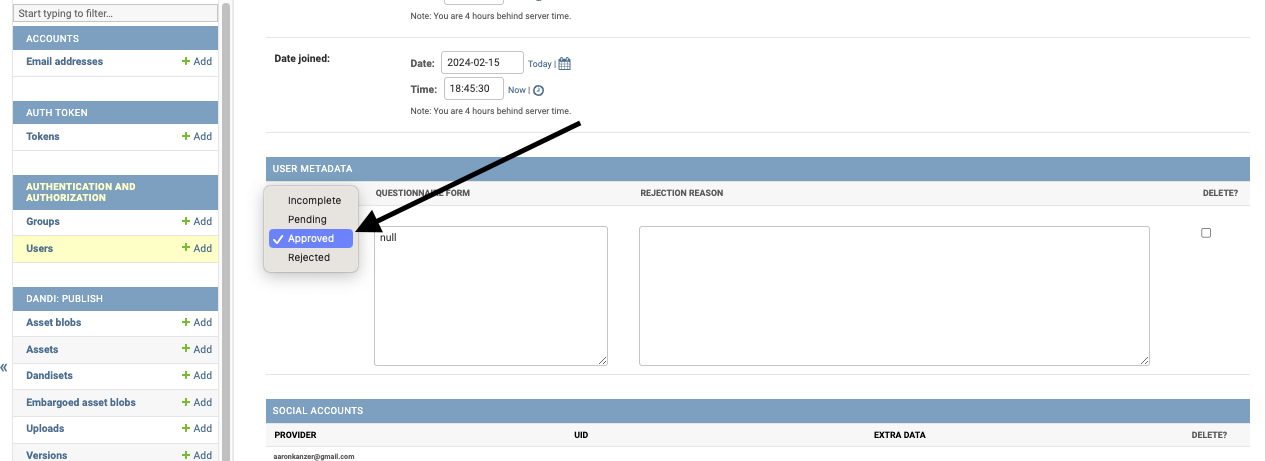 Start typing to filter…
ACCOUNTS
Email addresses
+ Add
AUTH TOKEN
Tokens
+ Add
AUTHENTICATION AND
AUTHORIZATION
Groups
+ Add
Users
+ Add
DANDI: PUBLISH
Asset blobs
+ Add
Assets
+ Add
Dandisets
+ Add
Embargoed asset blobs
+ Add
Uploads
+ Add
Versions
+ Add
«
Note: You are 4 hours behind server time.
Date joined:
Date: 2024-02-15 Today |
Time: 18:45:30 Now |
Note: You are 4 hours behind server time.
USER METADATA
QUESTIONNAIRE FORM
REJECTION REASON
DELETE?
Incomplete
Pending
Approved
Rejected
null
SOCIAL ACCOUNTS
PROVIDER
UID
EXTRA DATA
DELETE?
aaronkanzer@gmail.com